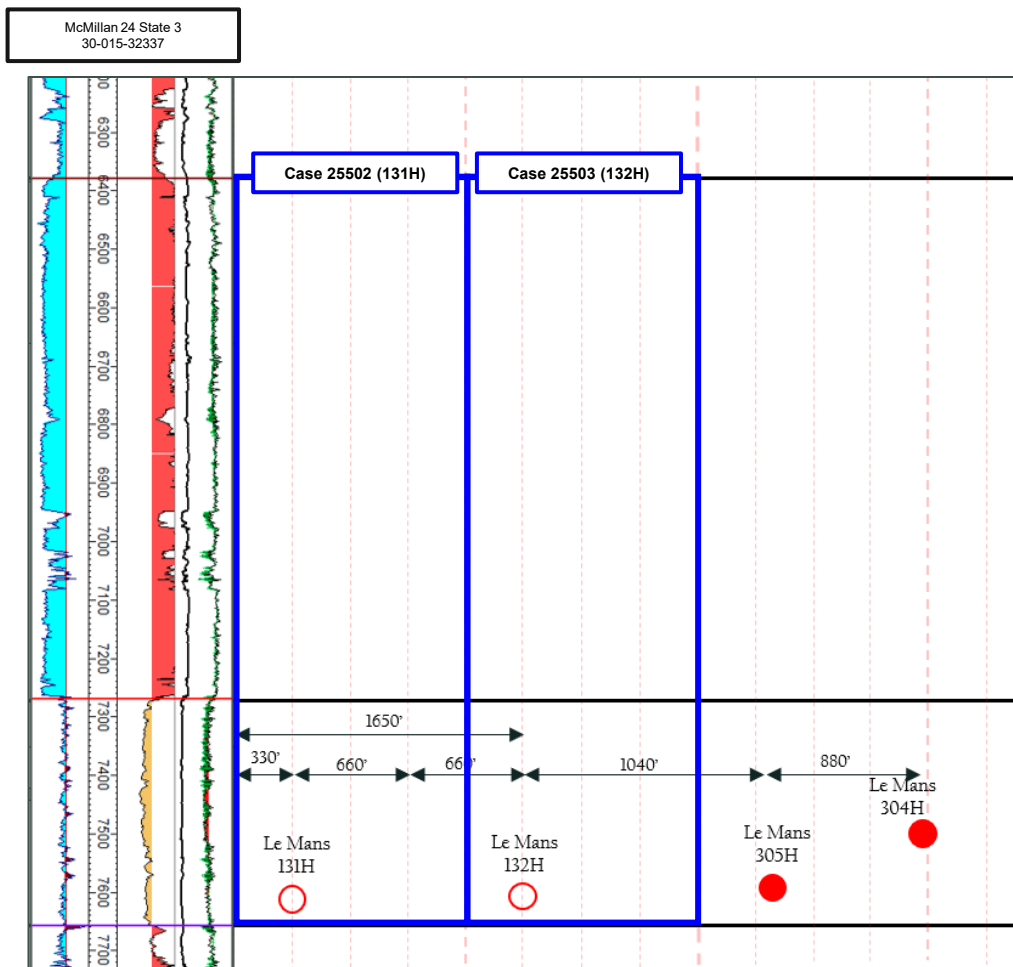 McMillan 24 State 3
30-015-32337
6300
6400
6500
6600
6700
6800
6900
7000
7100
7200
7300
7400
7500
7600
7700
Case 25502 (131H)
Case 25503 (132H)
1650'
330'
660'
660'
1040'
880'
Le Mans
131H
Le Mans
132H
Le Mans
305H
Le Mans
304H